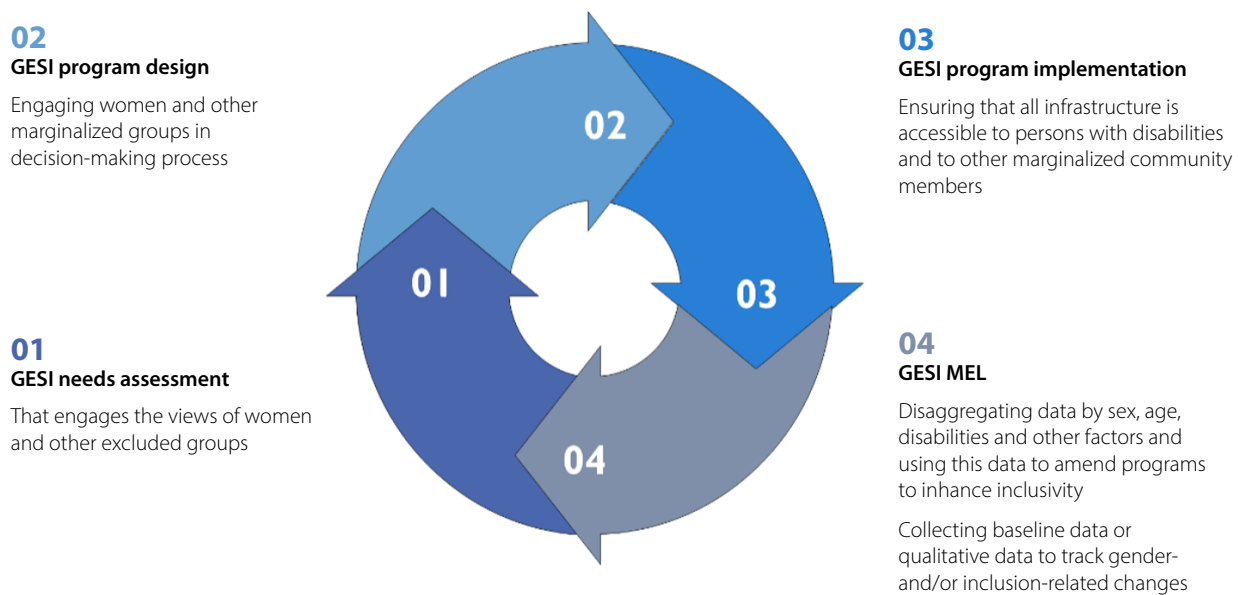 02
GESI program design
Engaging women and other
marginalized groups in
decision-making process
01
GESI needs assessment
That engages the views of women
and other excluded groups
02
01
03
04
03
GESI program implementation
Ensuring that all infrastructure is
accessible to persons with disabilities
and to other marginalized community
members
04
GESI MEL
Disaggregating data by sex, age,
disabilities and other factors and
using this data to amend programs
to inhance inclusivity
Collecting baseline data or
qualitative data to track gender-
and/or inclusion-related changes